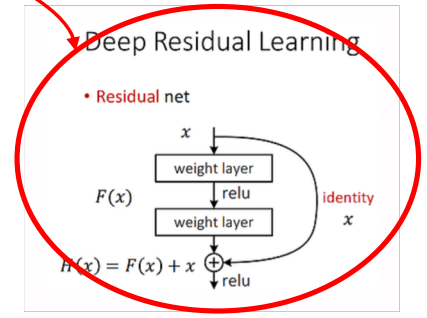 Deep Residual Learning
• Residual net
x
weight layer
F(x)
relu
identity
x
weight layer
H(x) = F(x) + x
relu